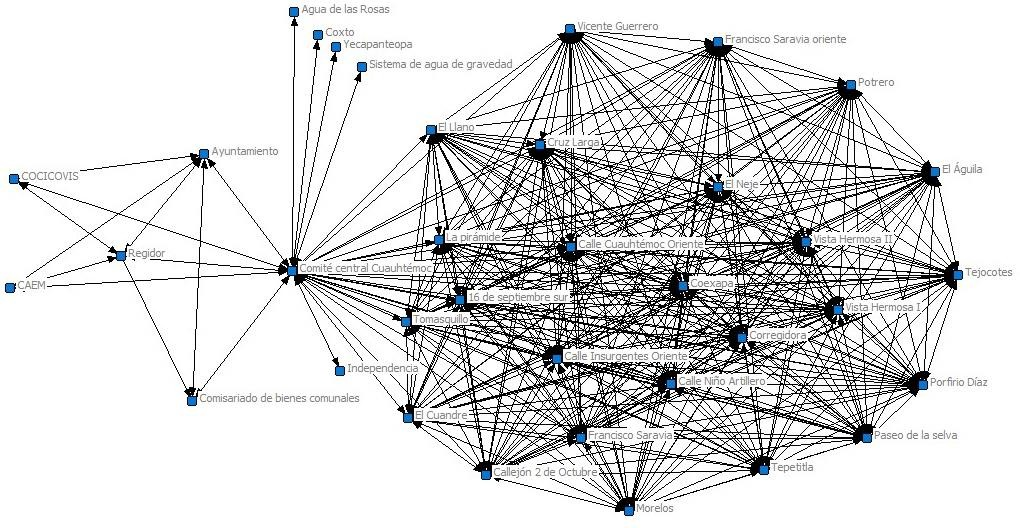 Agua de las Rosas
Vicente Guerrero
Coxto
Francisco Saravia oriente
Yecapanteopa
Sistema de agua de gravedad
Potrero
El Llano
Cruz Larga
Ayuntamiento
El Águila
COCICOVIS
El Neje
La pirámide
Calle Cuauhtémoc Oriente
Vista Hermosa II
Regidor
Comité central Cuauhtémoc
Tejocotes
CAEM
Coexapa
16 de septiembre sur
Vista Hermosa I
Tomasquillo
Corregidora
Calle Insurgentes Oriente
Independencia
Calle Niño Artillero
Porfirio Díaz
Comisariado de bienes comunales
El Cuandre
Francisco Saravia
Paseo de la selva
Callejón 2 de Octubre
Tepetitla
Morelos